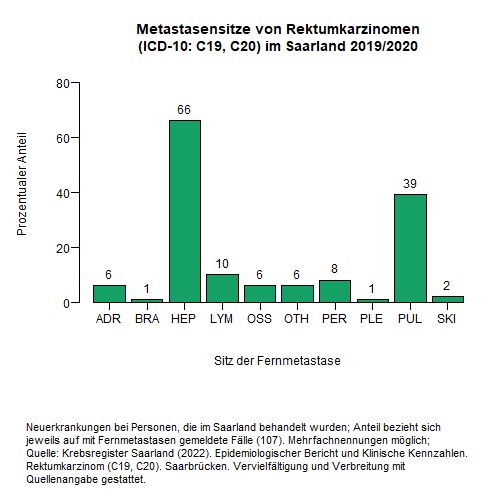 Metastasensitze von Rektumkarzinomen
(ICD-10: C19, C20) im Saarland 2019/2020
Prozentualer Anteil
80
60
40
20
0
6
1
66
10
6
6
8
1
39
2
ADR BRA HEP LYM OSS OTH PER PLE PUL SKI
Sitz der Fernmetastase
Neuerkrankungen bei Personen, die im Saarland behandelt wurden; Anteil bezieht sich
jeweils auf mit Fernmetastasen gemeldete Fälle (107). Mehrfachnennungen möglich;
Quelle: Krebsregister Saarland (2022). Epidemiologischer Bericht und Klinische Kennzahlen.
Rektumkarzinom (C19, C20). Saarbrücken. Vervielfältigung und Verbreitung mit
Quellenangabe gestattet.